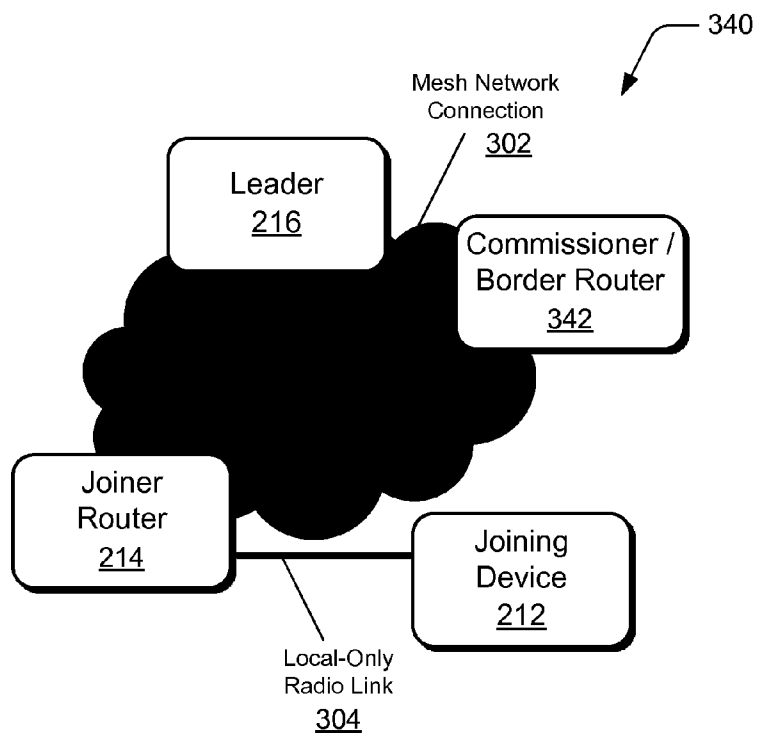 340
Mesh Network
Connection
302
Leader
216
Commissioner /
Border Router
342
Joiner
Router
214
Joining
Device
212
Local-Only
Radio Link
304